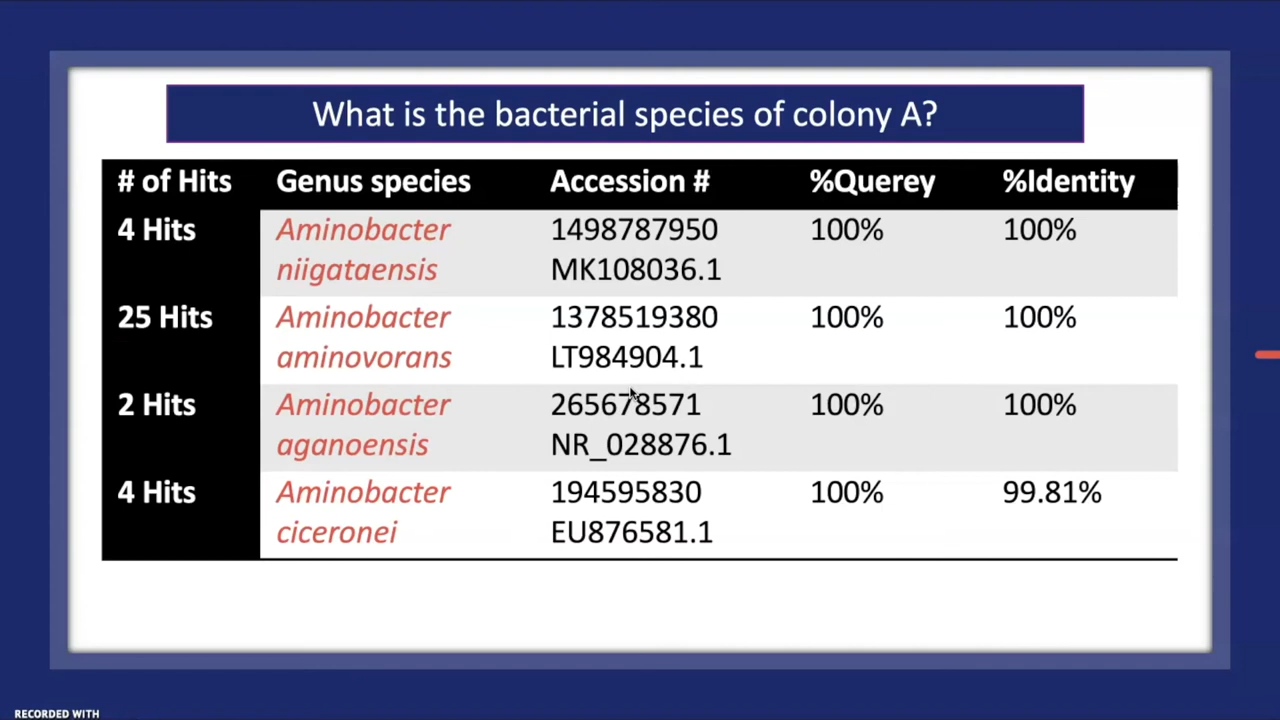 What is the bacterial species of colony A?
# of Hits Genus species Accession # %Querey %Identity
4 Hits Aminobacter 1498787950 100% 100%
niigataensis MK108036.1
25 Hits Aminobacter 1378519380 100% 100%
aminovorans LT984904.1
2 Hits Aminobacter 265678571 100% 100%
aganoensis NR_028876.1
4 Hits Aminobacter 194595830 100% 99.81%
ciceronei EU876581.1
RECORDED WITH